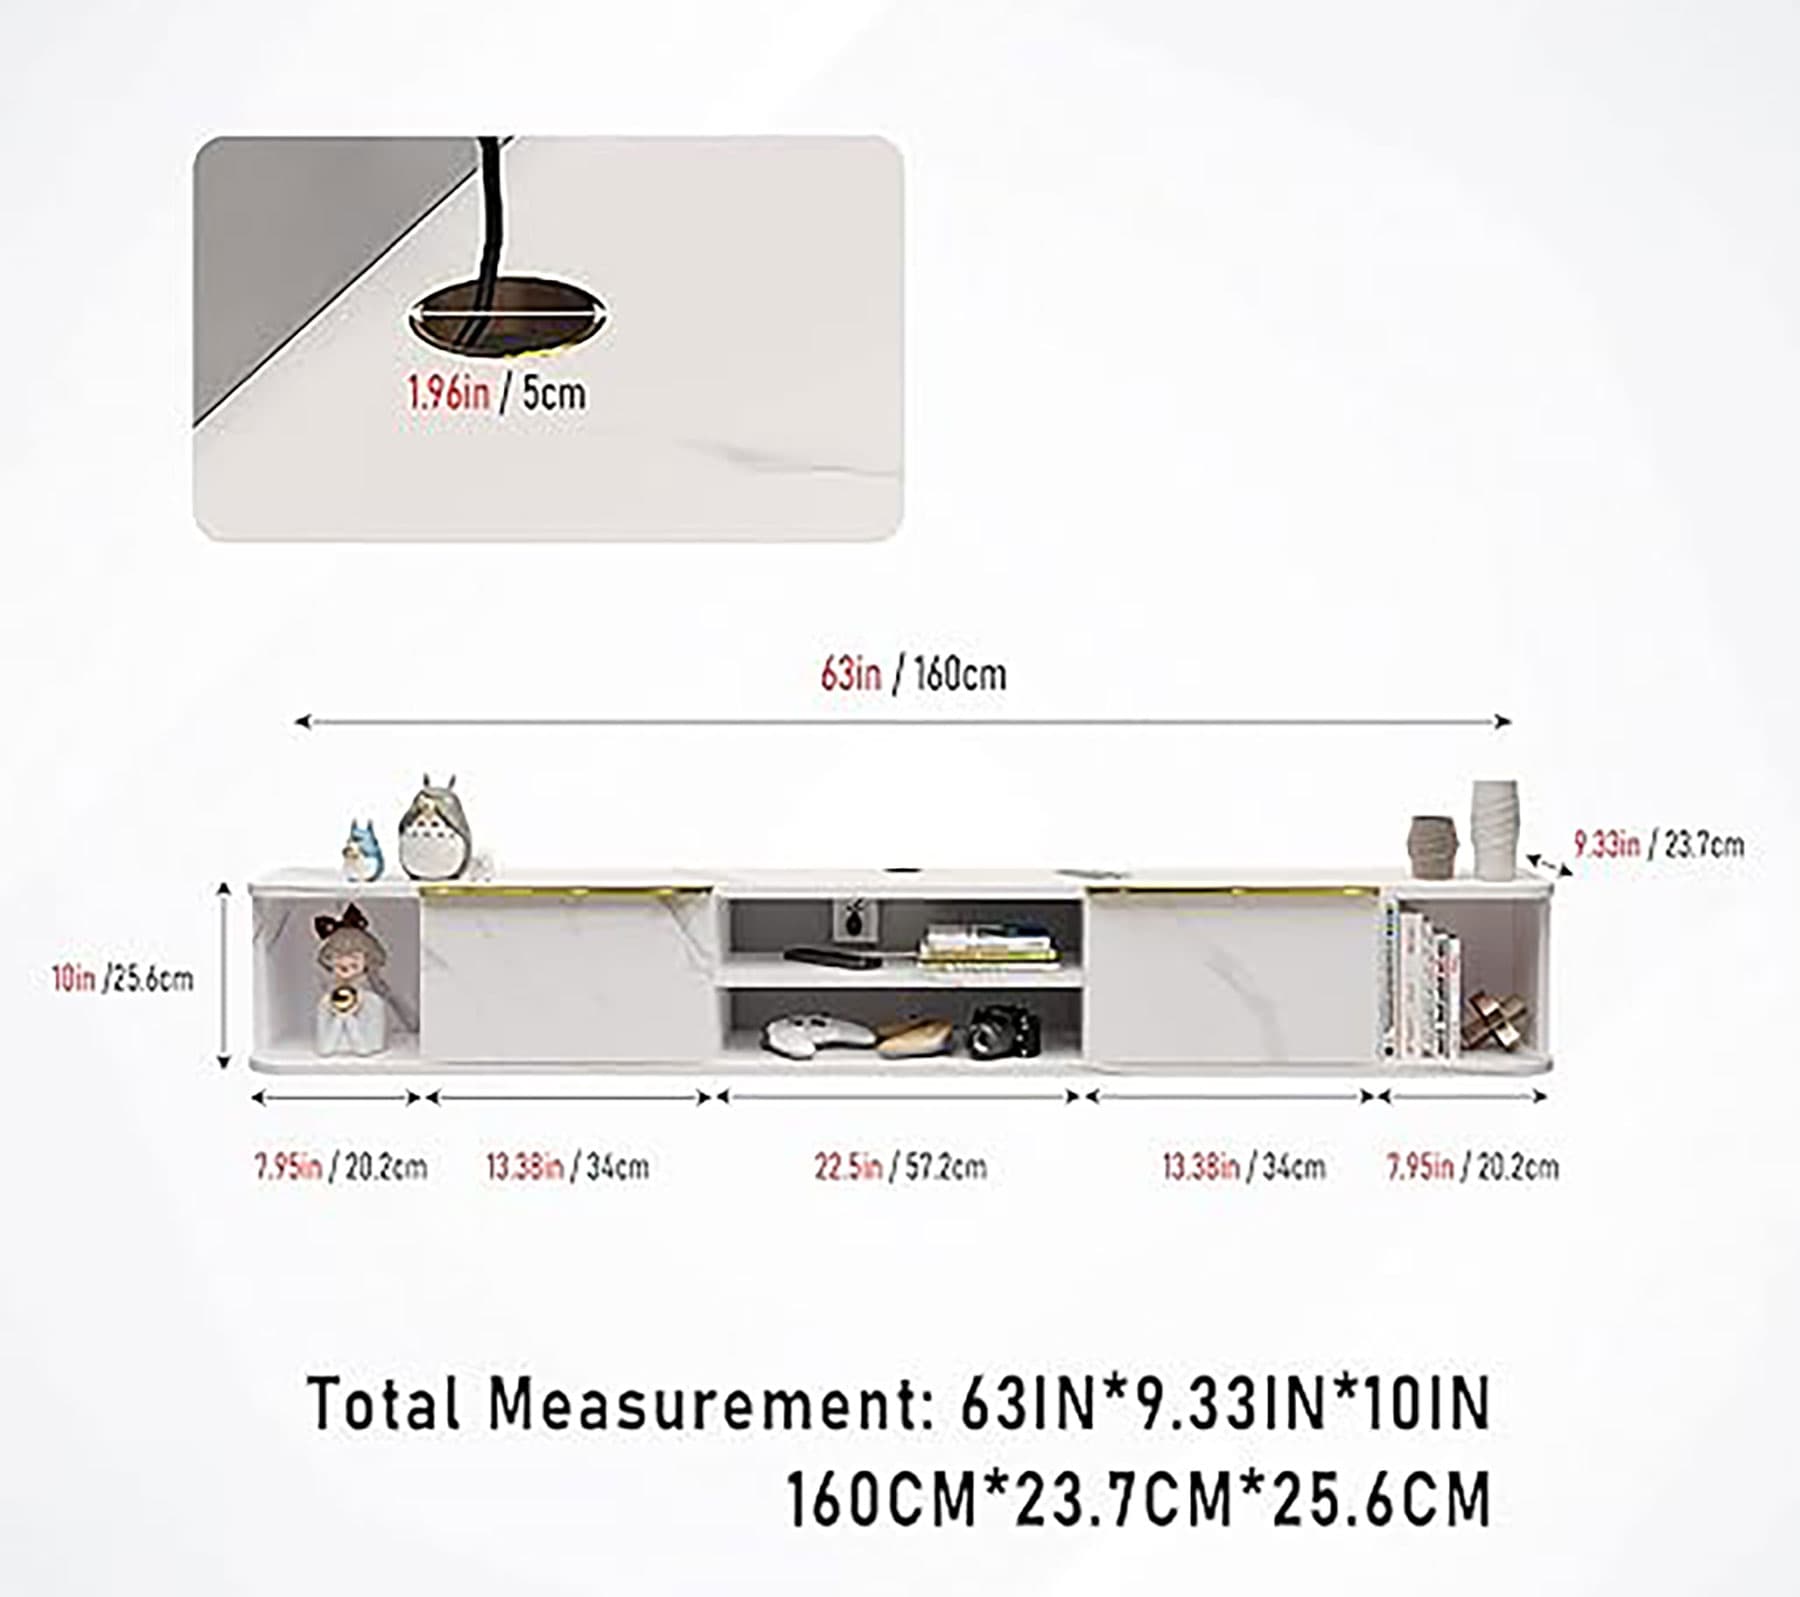 1.96in / 5cm
63in / 160cm
9.33in / 23.7cm
10in /25.6cm
7.95in / 20.2cm 13.38in / 34cm 22.5in / 57.2cm 13.38in / 34cm 7.95in / 20.2cm
Total Measurement: 63IN*9.33IN*10IN
160CM*23.7CM*25.6CM